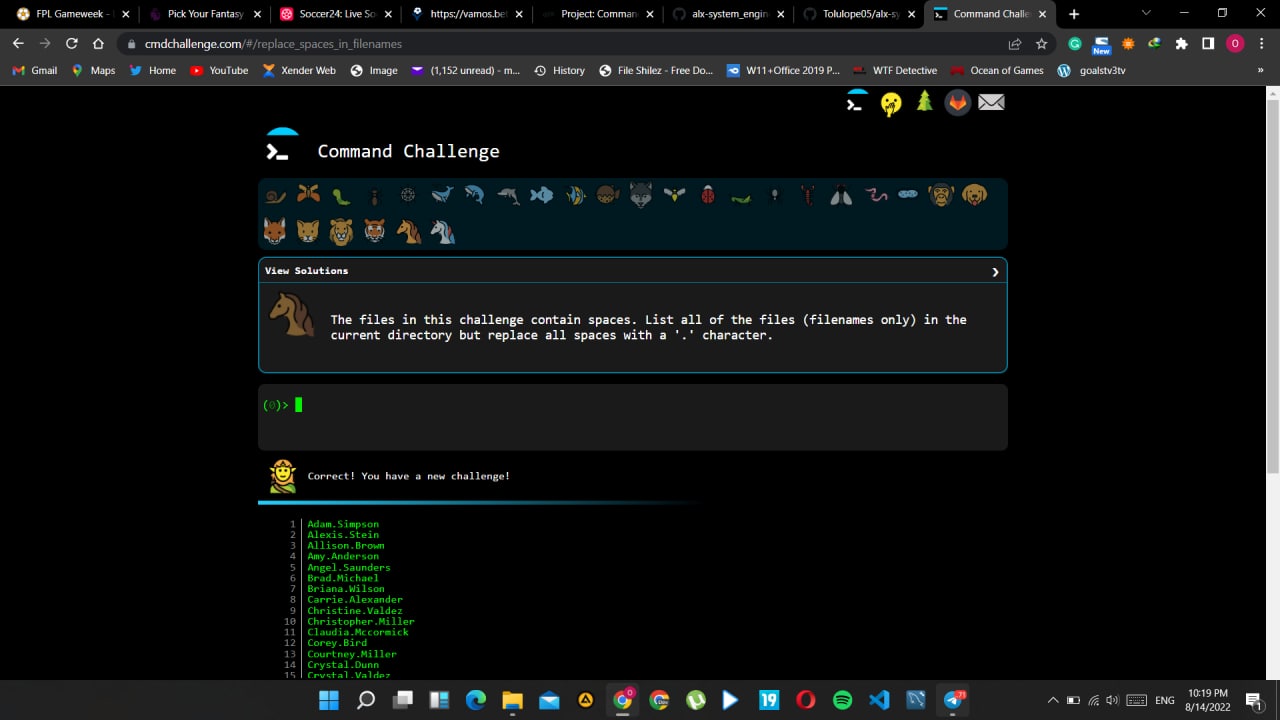 FPL Gameweek - L
Pick Your Fantasy
Soccer24: Live So
https://vamos.be
Project: Comman
alx-system_engin
Tolulope05/alx-sy
Command Challe
cmdchallenge.com/#/replace_spaces_in_filenames
New
O
Gmail
Maps
Home
YouTube
Xender Web
Image
(1,152 unread) - m...
History
File Shilez - Free Do...
W11+Office 2019 P...
WTF Detective
Ocean of Games
goalstv3tv
»
Command Challenge
View Solutions
The files in this challenge contain spaces. List all of the files (filenames only) in the
current directory but replace all spaces with a '.' character.
(0)>
Correct! You have a new challenge!
1 Adam.Simpson
2 Alexis.Stein
3 Allison.Brown
4 Amy.Anderson
5 Angel.Saunders
6 Brad.Michael
7 Briana.Wilson
8 Carrie.Alexander
9 Christine.Valdez
10 Christopher.Miller
11 Claudia.Mccormick
12 Corey.Bird
13 Courtney.Miller
14 Crystal.Dunn
15 Crystal.Valdez
19
71
ENG
10:19 PM
8/14/2022
1